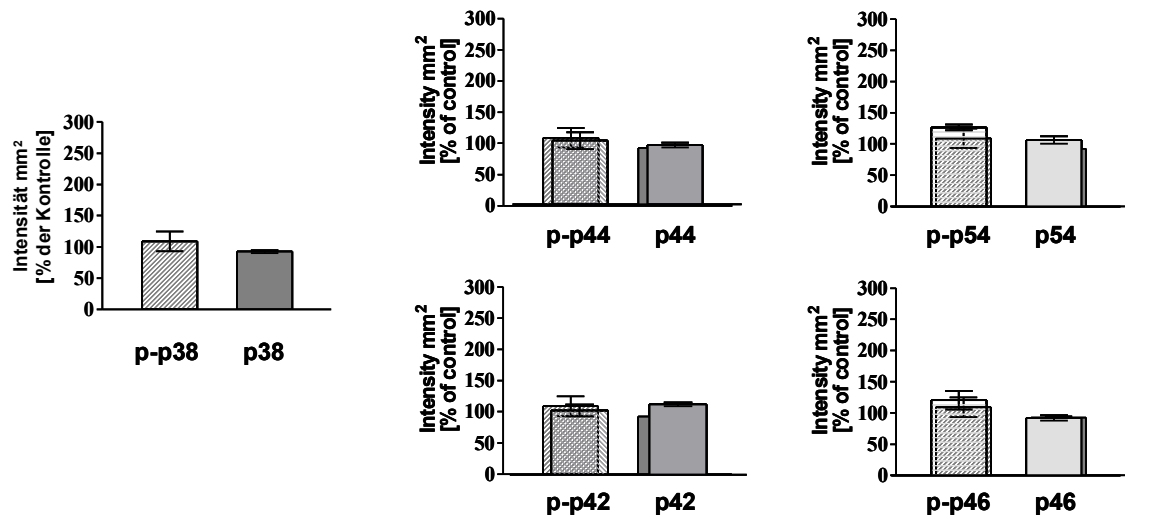 Intensität mm²
[% der Kontrolle]
300
250
200
150
100
50
0
p-p38 p38
Intensity mm²
[% of control]
300
250
200
150
100
50
0
p-p44 p44
Intensity mm²
[% of control]
300
250
200
150
100
50
0
p-p54 p54
Intensity mm²
[% of control]
300
250
200
150
100
50
0
p-p42 p42
Intensity mm²
[% of control]
300
250
200
150
100
50
0
p-p46 p46